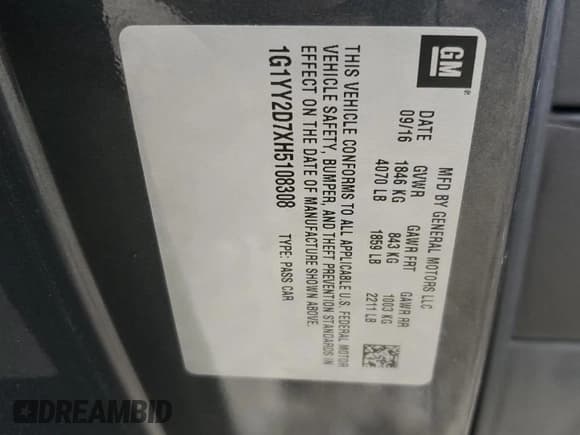 GM
MFD BY GENERAL MOTORS LLC
DATE GVWR GAWR FRT GAWR RR
09/16 1846 KG 843 KG 1003 KG
4070 LB 1859 LB 2211 LB
THIS VEHICLE CONFORMS TO ALL APPLICABLE U.S. FEDERAL MOTOR
VEHICLE SAFETY, BUMPER, AND THEFT PREVENTION STANDARDS IN
EFFECT ON THE DATE OF MANUFACTURE SHOWN ABOVE.
1G1YY2D7XH5108308 TYPE: PASS CAR
DREAMBID